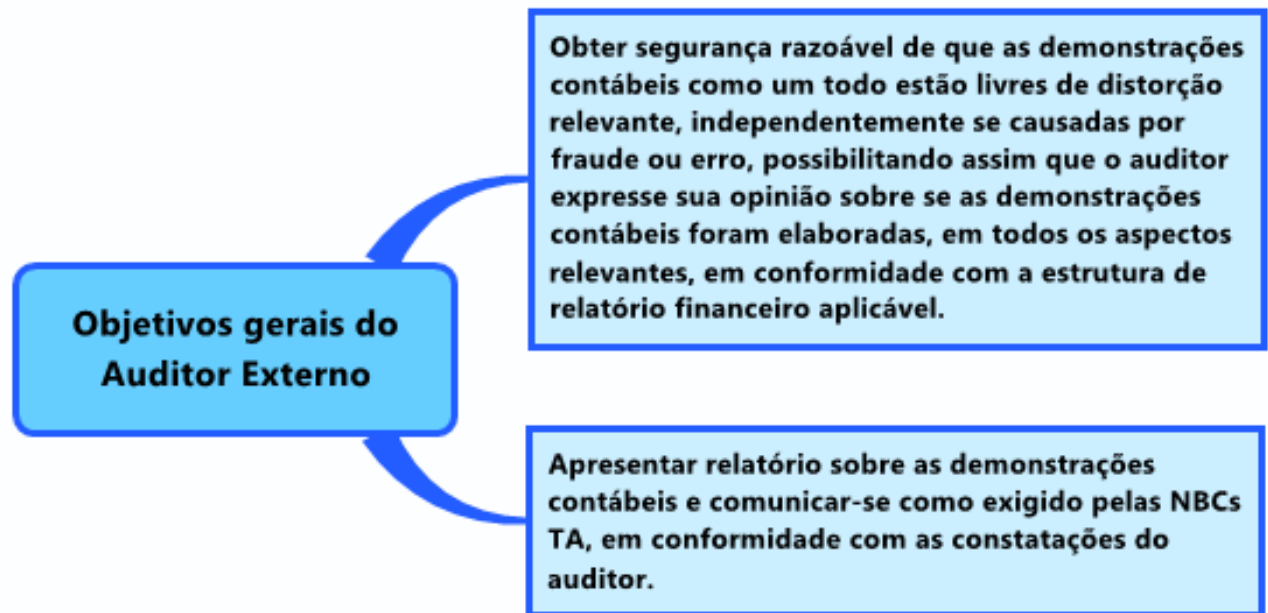 Objetivos gerais do
Auditor Externo
Obter segurança razoável de que as demonstrações
contábeis como um todo estão livres de distorção
relevante, independentemente se causadas por
fraude ou erro, possibilitando assim que o auditor
expresse sua opinião sobre se as demonstrações
contábeis foram elaboradas, em todos os aspectos
relevantes, em conformidade com a estrutura de
relatório financeiro aplicável.
Apresentar relatório sobre as demonstrações
contábeis e comunicar-se como exigido pelas NBCs
TA, em conformidade com as constatações do
auditor.